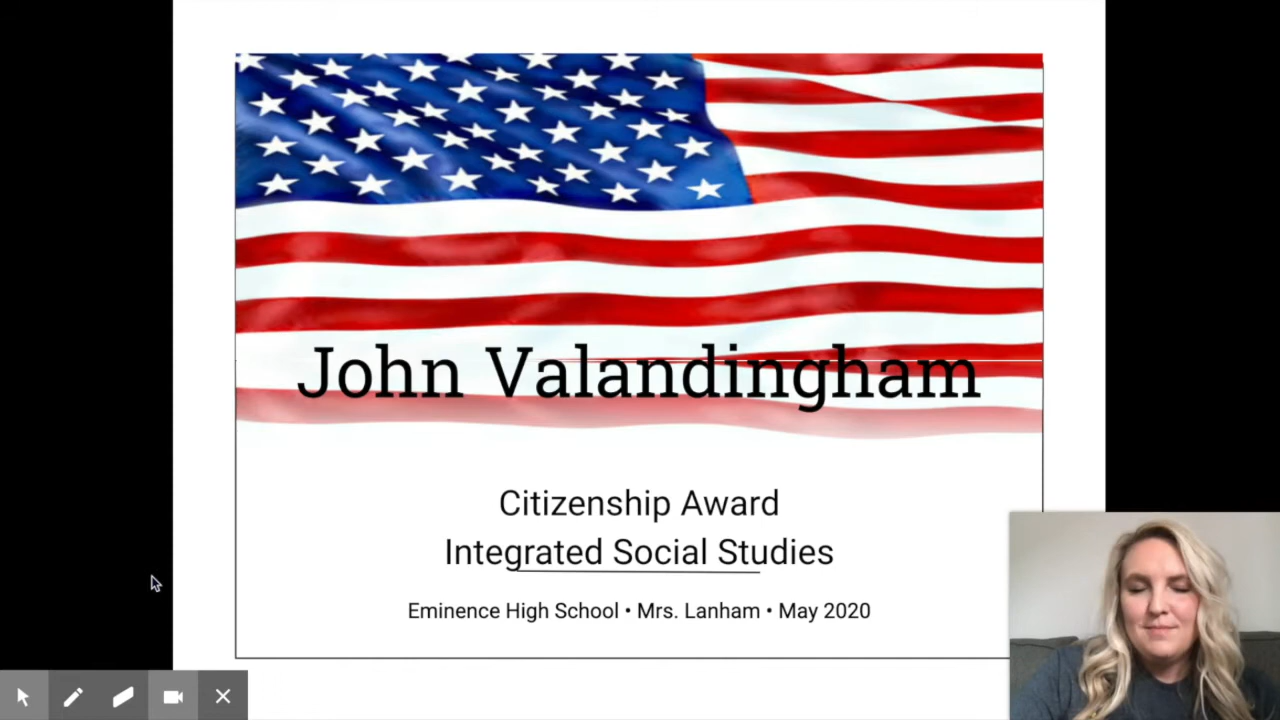 John Valandingham
Citizenship Award
Integrated Social Studies
Eminence High School • Mrs. Lanham • May 2020